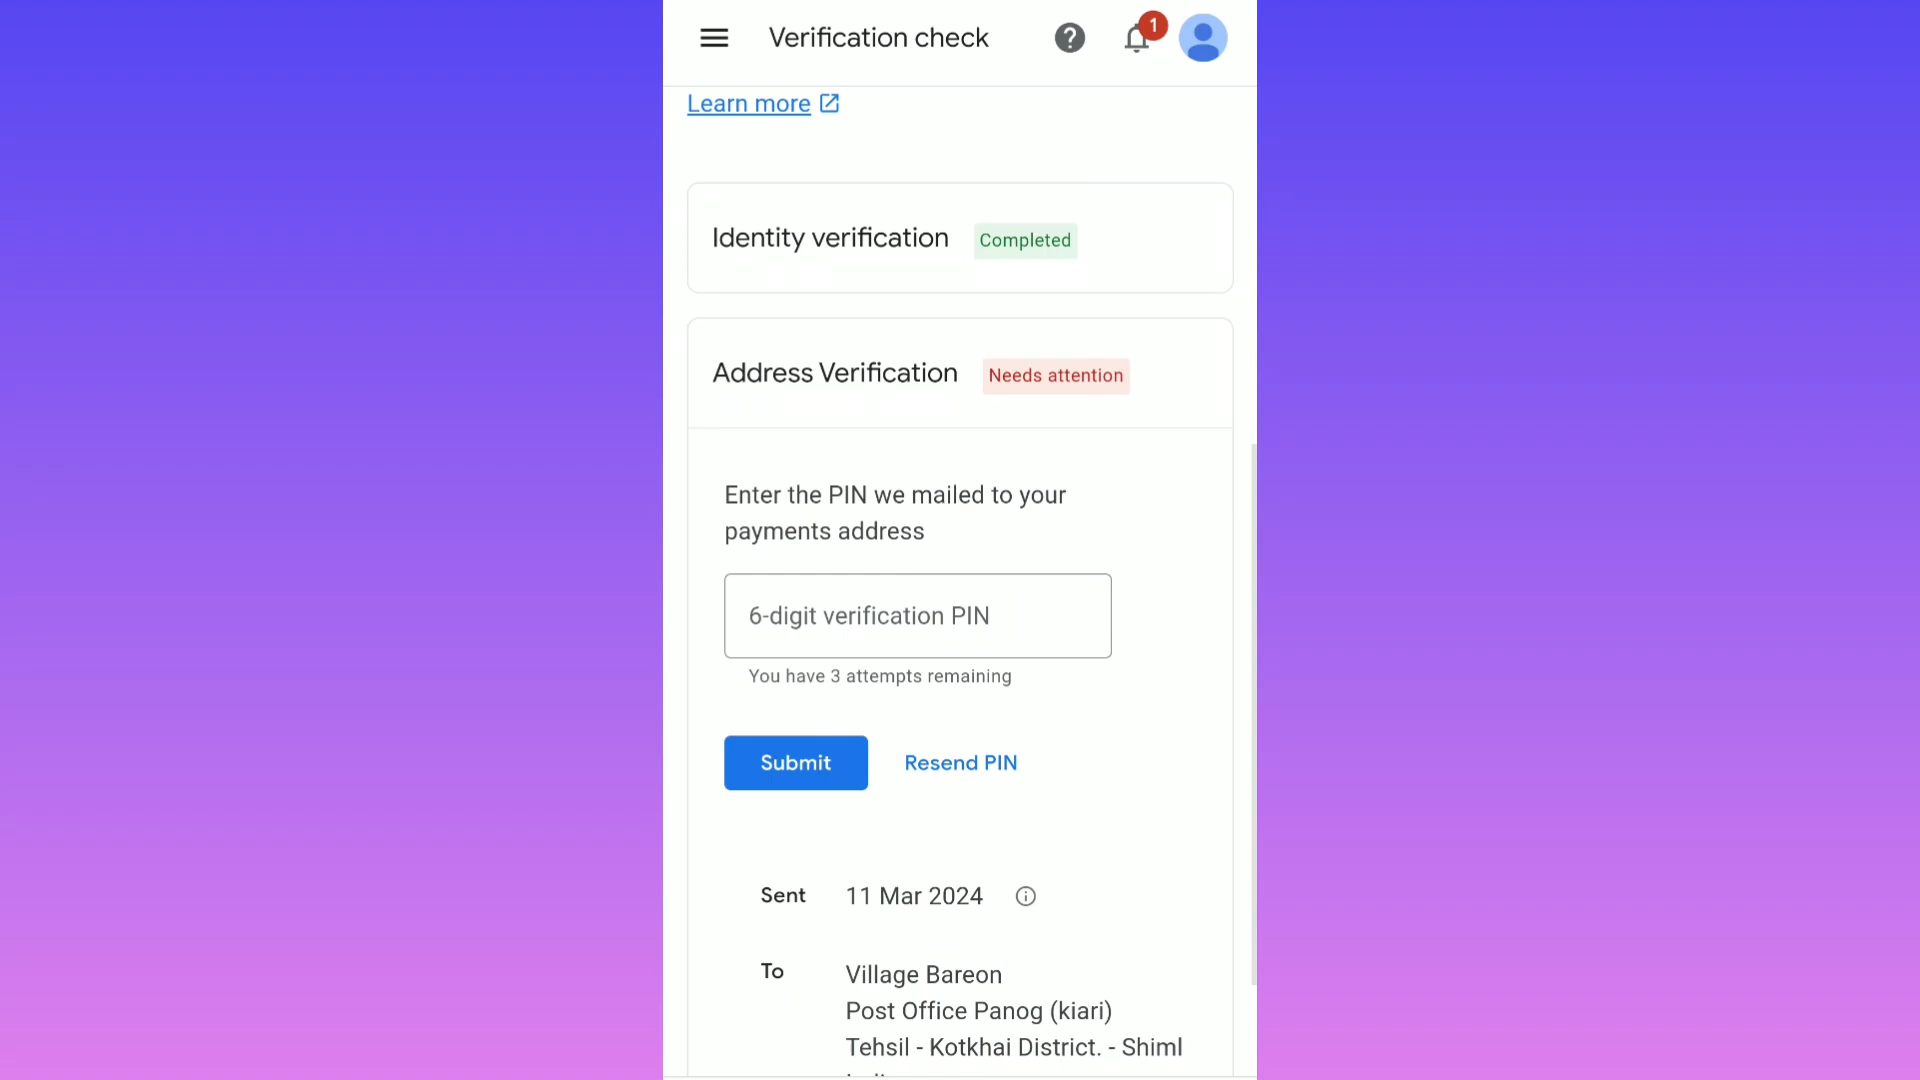 Verification check
1
Learn more
Identity verification
Completed
Address Verification
Needs attention
Enter the PIN we mailed to your
payments address
6-digit verification PIN
You have 3 attempts remaining
Submit
Resend PIN
Sent
11 Mar 2024
To
Village Bareon
Post Office Panog (kiari)
Tehsil - Kotkhai District. - Shiml